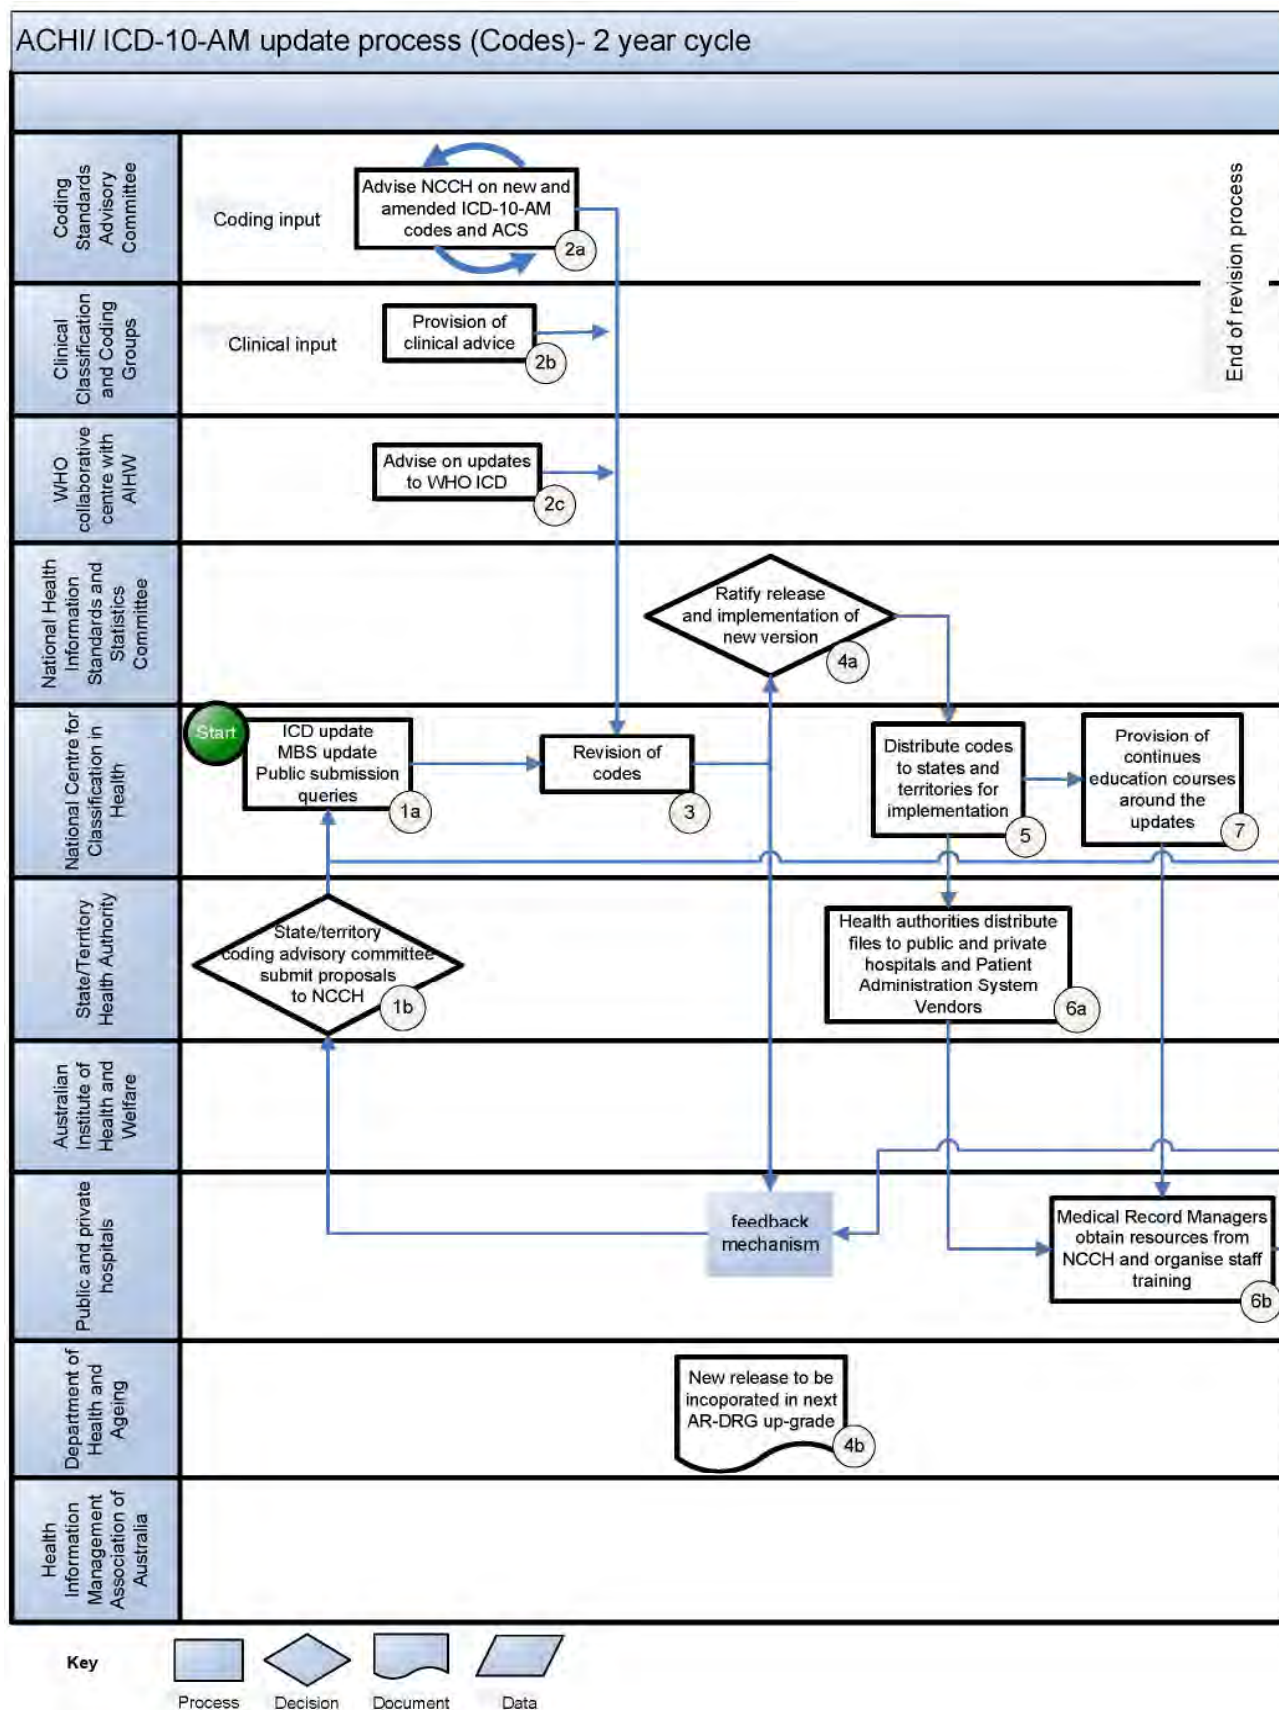 ACHI/ ICD-10-AM update process (Codes)- 2 year cycle
Coding
Standards
Advisory
Committee
Coding input
Advise NCCH on new and
amended ICD-10-AM
codes and ACS
2a
End of revision process
Clinical
Classification
and Coding
Groups
Clinical input
Provision of
clinical advice
2b
WHO
collaborative
centre with
AIHW
Advise on updates
to WHO ICD
2c
National Health
Information
Standards and
Statistics
Committee
Ratify release
and implementation of
new version
4a
National Centre for
Classification in
Health
Start
ICD update
MBS update
Public submission
queries
1a
Revision of
codes
3
Distribute codes
to states and
territories for
implementation
5
Provision of
continues
education courses
around the
updates
7
State/Territory
Health Authority
State/territory
coding advisory committee
submit proposals
to NCCH
1b
Health authorities distribute
files to public and private
hospitals and Patient
Administration System
Vendors
6a
Australian
Institute of
Health and
Welfare
Public and private
hospitals
feedback
mechanism
Medical Record Managers
obtain resources from
NCCH and organise staff
training
6b
Department of
Health and
Ageing
New release to be
incoporated in next
AR-DRG up-grade
4b
Health
Information
Management
Association of
Australia
Key
Process
Decision
Document
Data